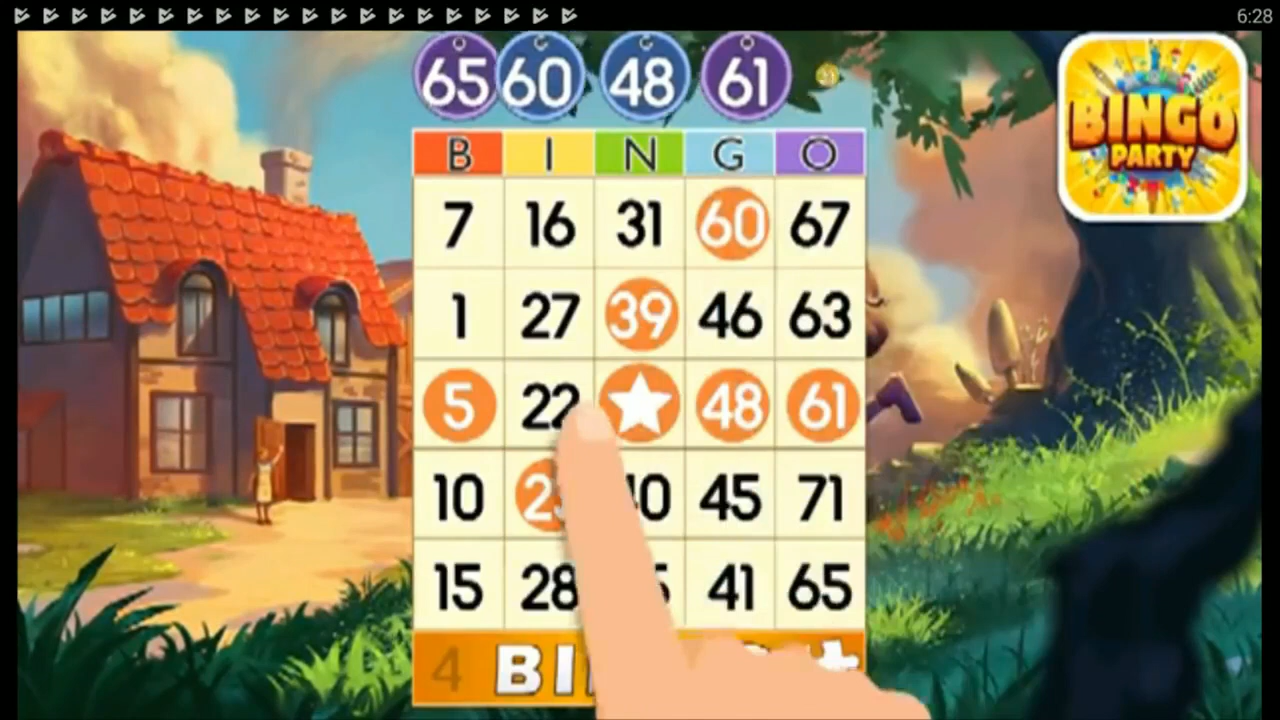 6:28
65 60 48 61
BINGO
PARTY
B I N G O
7 16 31 60 67
1 27 39 46 63
5 22 48 61
10 45 71
15 28 41 65
4